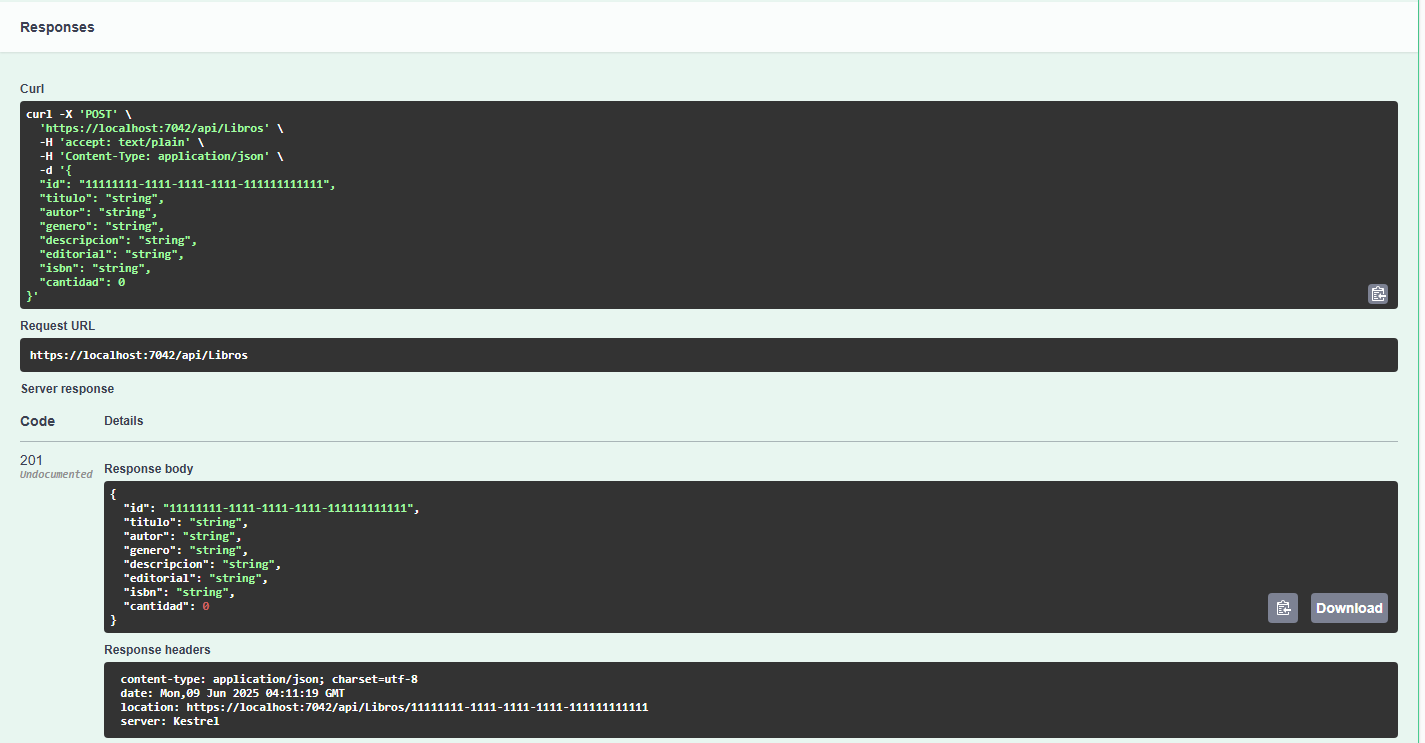 Responses
Curl
curl -X 'POST' \
  'https://localhost:7042/api/Libros' \
  -H 'accept: text/plain' \
  -H 'Content-Type: application/json' \
  -d '{
  "id": "11111111-1111-1111-1111-111111111111",
  "titulo": "string",
  "autor": "string",
  "genero": "string",
  "descripcion": "string",
  "editorial": "string",
  "isbn": "string",
  "cantidad": 0
}'
Request URL
https://localhost:7042/api/Libros
Server response
Code Details
201
Undocumented
Response body
{
  "id": "11111111-1111-1111-1111-111111111111",
  "titulo": "string",
  "autor": "string",
  "genero": "string",
  "descripcion": "string",
  "editorial": "string",
  "isbn": "string",
  "cantidad": 0
}
Download
Response headers
content-type: application/json; charset=utf-8
date: Mon,09 Jun 2025 04:11:19 GMT
location: https://localhost:7042/api/Libros/11111111-1111-1111-1111-111111111111
server: Kestrel